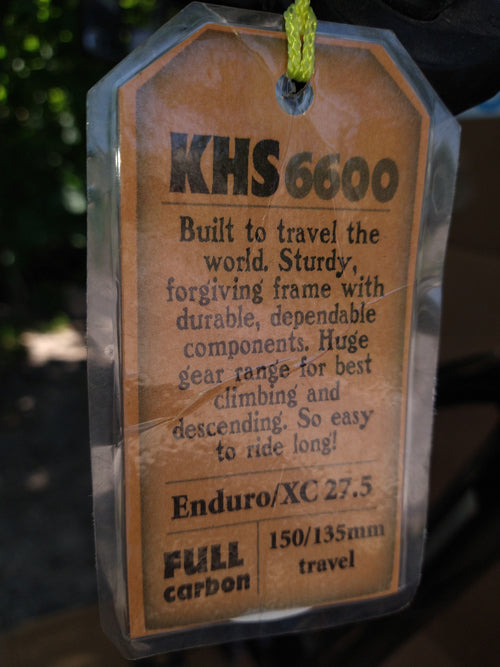 KHS 6600
Built to travel the
world. Sturdy,
forgiving frame with
durable, dependable
components. Huge
gear range for best
climbing and
descending. So easy
to ride long!
Enduro/XC 27.5
FULL
carbon
150/135mm
travel